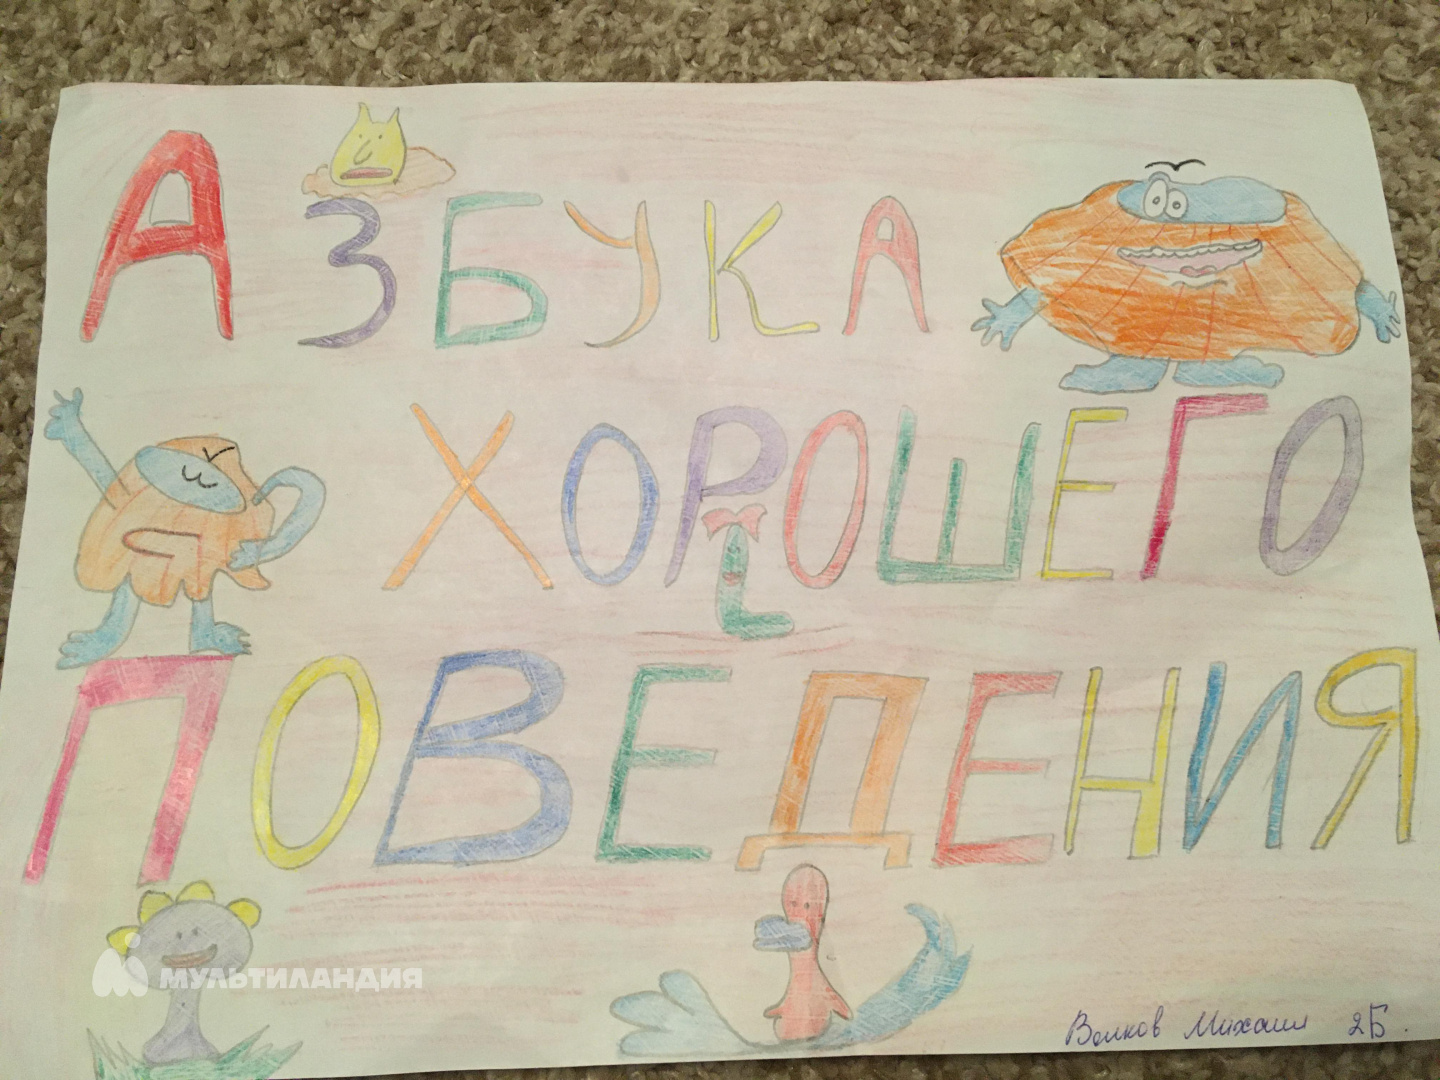 АЗБУКА
ХОРОШЕГО
ПОВЕДЕНИЯ
МУЛЬТИЛАНДИЯ
Волков Михаил 2Б.